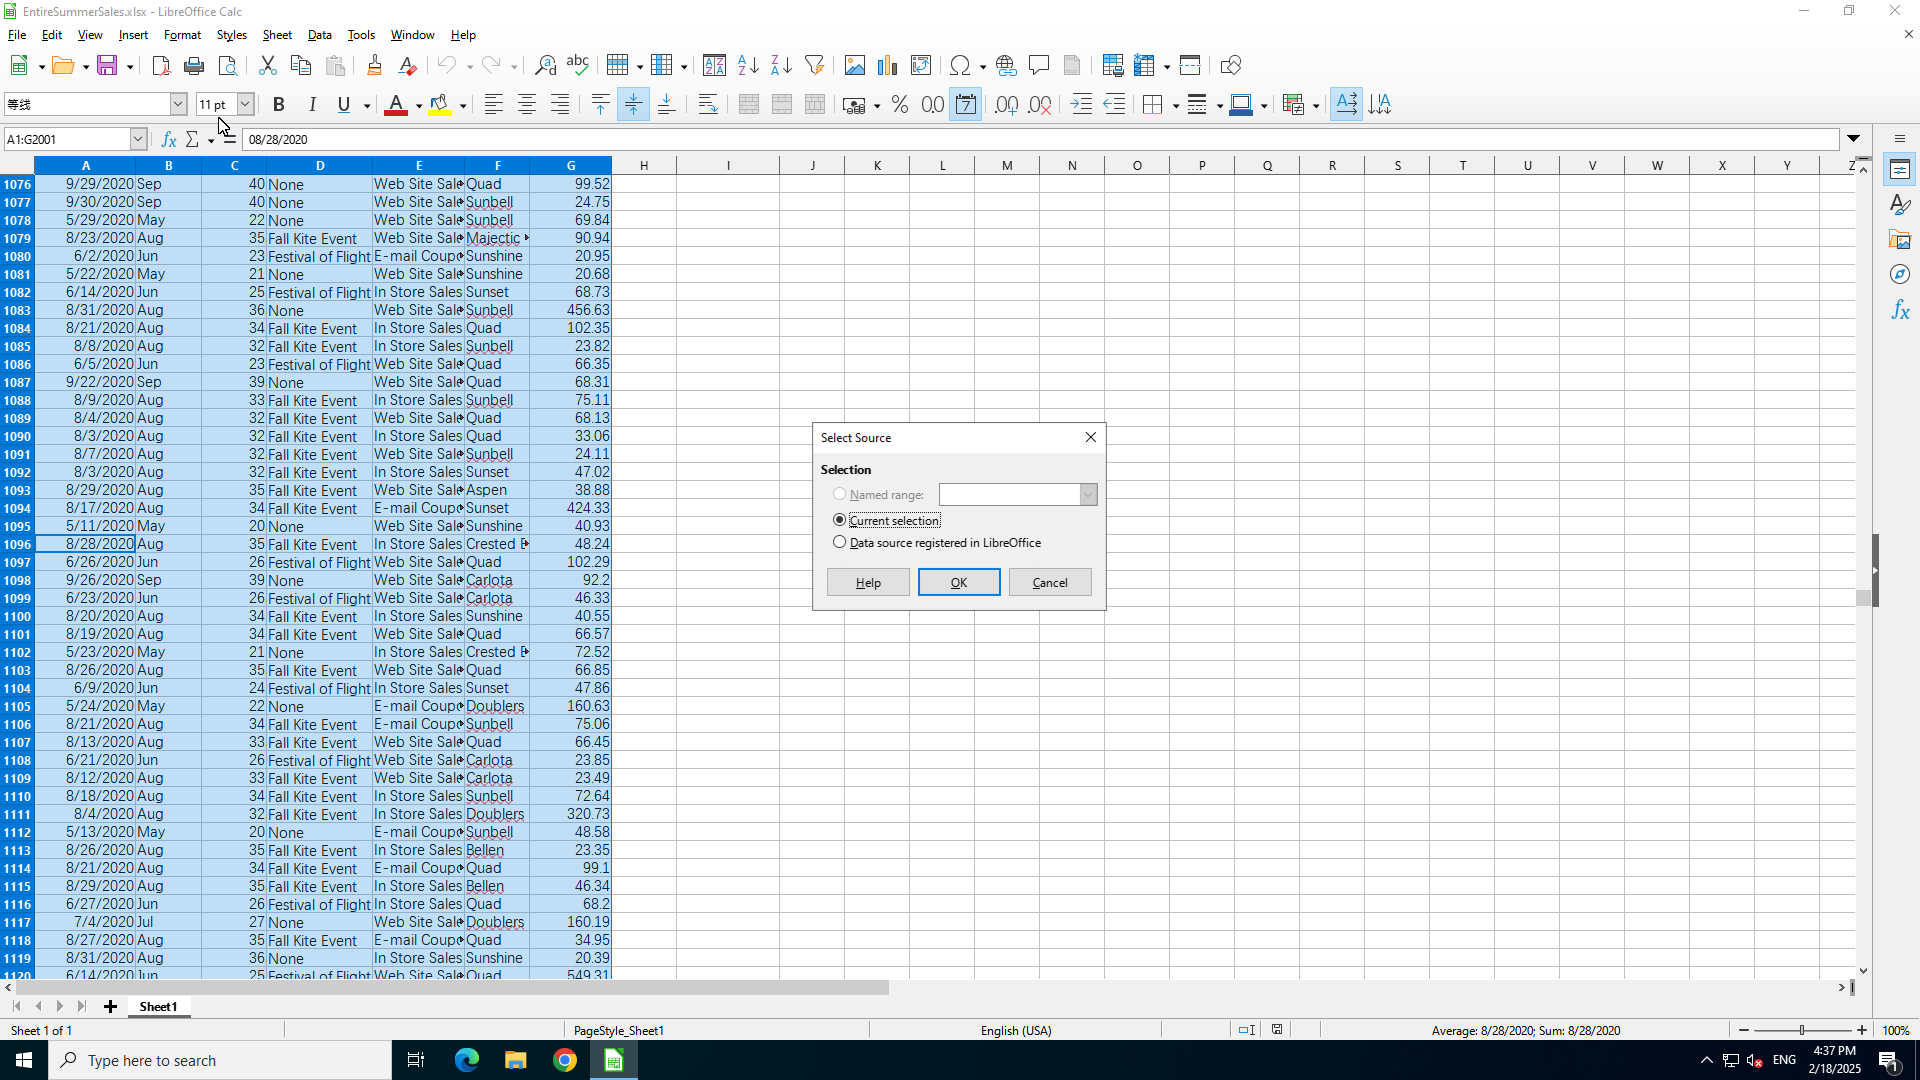 EntireSummerSales.xlsx - LibreOffice Calc
File Edit View Insert Format Styles Sheet Data Tools Window Help
等线 11 pt
A1:G2001 08/28/2020
A B C D E F G H I J K L M N O P Q R S T U V W X Y Z
1076 9/29/2020 Sep 40 None Web Site Sale Quad 99.52
1077 9/30/2020 Sep 40 None Web Site Sale Sunbell 24.75
1078 5/29/2020 May 22 None Web Site Sale Sunbell 69.84
1079 8/23/2020 Aug 35 Fall Kite Event Web Site Sale Majectic 90.94
1080 6/2/2020 Jun 23 Festival of Flight E-mail Coupo Sunshine 20.95
1081 5/22/2020 May 21 None Web Site Sale Sunshine 20.68
1082 6/14/2020 Jun 25 Festival of Flight In Store Sales Sunset 68.73
1083 8/31/2020 Aug 36 None Web Site Sale Sunbell 456.63
1084 8/21/2020 Aug 34 Fall Kite Event In Store Sales Quad 102.35
1085 8/8/2020 Aug 32 Fall Kite Event In Store Sales Sunbell 23.82
1086 6/5/2020 Jun 23 Festival of Flight Web Site Sale Quad 66.35
1087 9/22/2020 Sep 39 None Web Site Sale Quad 68.31
1088 8/9/2020 Aug 33 Fall Kite Event In Store Sales Sunbell 75.11
1089 8/4/2020 Aug 32 Fall Kite Event Web Site Sale Quad 68.13
1090 8/3/2020 Aug 32 Fall Kite Event In Store Sales Quad 33.06
1091 8/7/2020 Aug 32 Fall Kite Event Web Site Sale Sunbell 24.11
1092 8/3/2020 Aug 32 Fall Kite Event In Store Sales Sunset 47.02
1093 8/29/2020 Aug 35 Fall Kite Event Web Site Sale Aspen 38.88
1094 8/17/2020 Aug 34 Fall Kite Event E-mail Coupo Sunset 424.33
1095 5/11/2020 May 20 None Web Site Sale Sunshine 40.93
1096 8/28/2020 Aug 35 Fall Kite Event In Store Sales Crested 48.24
1097 6/26/2020 Jun 26 Festival of Flight Web Site Sale Quad 102.29
1098 9/26/2020 Sep 39 None Web Site Sale Carlota 92.2
1099 6/23/2020 Jun 26 Festival of Flight Web Site Sale Carlota 46.33
1100 8/20/2020 Aug 34 Fall Kite Event In Store Sales Sunshine 40.55
1101 8/19/2020 Aug 34 Fall Kite Event Web Site Sale Quad 66.57
1102 5/23/2020 May 21 None In Store Sales Crested 72.52
1103 8/26/2020 Aug 35 Fall Kite Event Web Site Sale Quad 66.85
1104 6/9/2020 Jun 24 Festival of Flight In Store Sales Sunset 47.86
1105 5/24/2020 May 22 None E-mail Coupo Doublers 160.63
1106 8/21/2020 Aug 34 Fall Kite Event E-mail Coupo Sunbell 75.06
1107 8/13/2020 Aug 33 Fall Kite Event Web Site Sale Quad 66.45
1108 6/21/2020 Jun 26 Festival of Flight Web Site Sale Carlota 23.85
1109 8/12/2020 Aug 33 Fall Kite Event Web Site Sale Carlota 23.49
1110 8/18/2020 Aug 34 Fall Kite Event In Store Sales Sunbell 72.64
1111 8/4/2020 Aug 32 Fall Kite Event In Store Sales Doublers 320.73
1112 5/13/2020 May 20 None E-mail Coupo Sunbell 48.58
1113 8/26/2020 Aug 35 Fall Kite Event In Store Sales Bellen 23.35
1114 8/21/2020 Aug 34 Fall Kite Event E-mail Coupo Quad 99.1
1115 8/29/2020 Aug 35 Fall Kite Event In Store Sales Bellen 46.34
1116 6/27/2020 Jun 26 Festival of Flight In Store Sales Quad 68.2
1117 7/4/2020 Jul 27 None Web Site Sale Doublers 160.19
1118 8/27/2020 Aug 35 Fall Kite Event E-mail Coupo Quad 34.95
1119 8/31/2020 Aug 36 None In Store Sales Sunshine 20.39
1120 6/14/2020 Jun 25 Festival of Flight Web Site Sale Quad 549.31
Select Source
Selection
Named range:
Current selection
Data source registered in LibreOffice
Help OK Cancel
Sheet1
Sheet 1 of 1 PageStyle_Sheet1 English (USA) Average: 8/28/2020; Sum: 8/28/2020 100%
Type here to search ENG 4:37 PM
2/18/2025 1